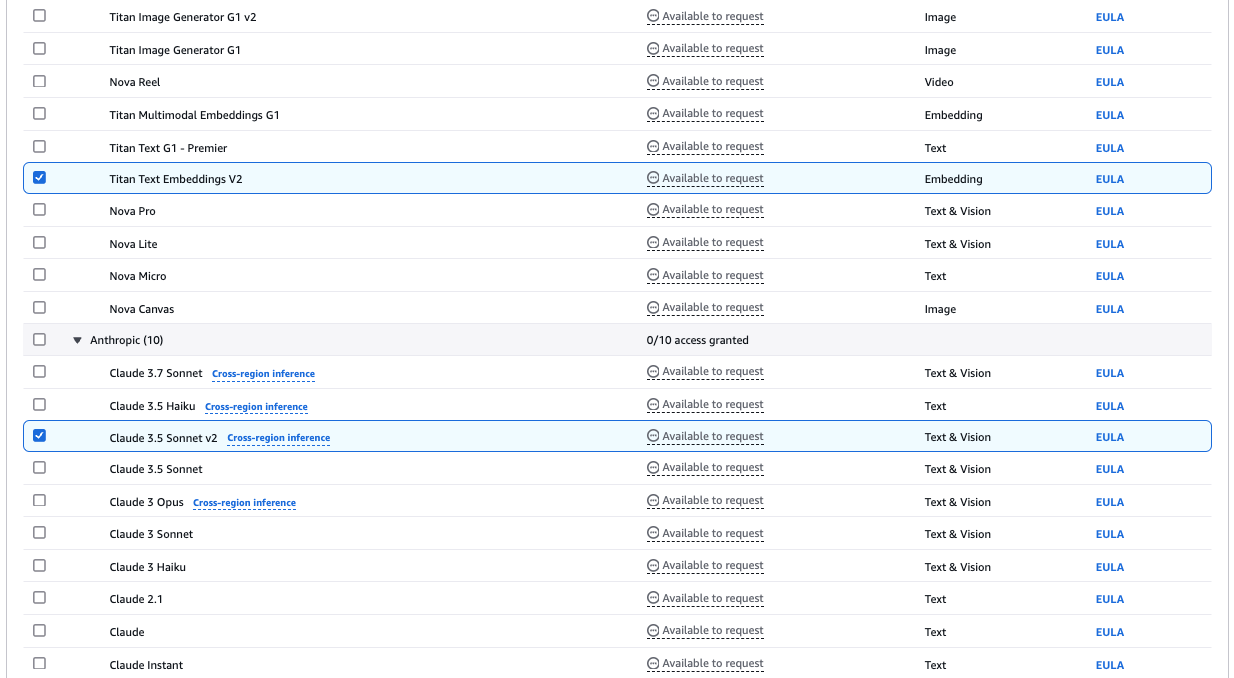 Titan Image Generator G1 v2 Available to request Image EULA
Titan Image Generator G1 Available to request Image EULA
Nova Reel Available to request Video EULA
Titan Multimodal Embeddings G1 Available to request Embedding EULA
Titan Text G1 - Premier Available to request Text EULA
Titan Text Embeddings V2 Available to request Embedding EULA
Nova Pro Available to request Text & Vision EULA
Nova Lite Available to request Text & Vision EULA
Nova Micro Available to request Text EULA
Nova Canvas Available to request Image EULA
Anthropic (10) 0/10 access granted
Claude 3.7 Sonnet Cross-region inference Available to request Text & Vision EULA
Claude 3.5 Haiku Cross-region inference Available to request Text EULA
Claude 3.5 Sonnet v2 Cross-region inference Available to request Text & Vision EULA
Claude 3.5 Sonnet Available to request Text & Vision EULA
Claude 3 Opus Cross-region inference Available to request Text & Vision EULA
Claude 3 Sonnet Available to request Text & Vision EULA
Claude 3 Haiku Available to request Text & Vision EULA
Claude 2.1 Available to request Text EULA
Claude Available to request Text EULA
Claude Instant Available to request Text EULA